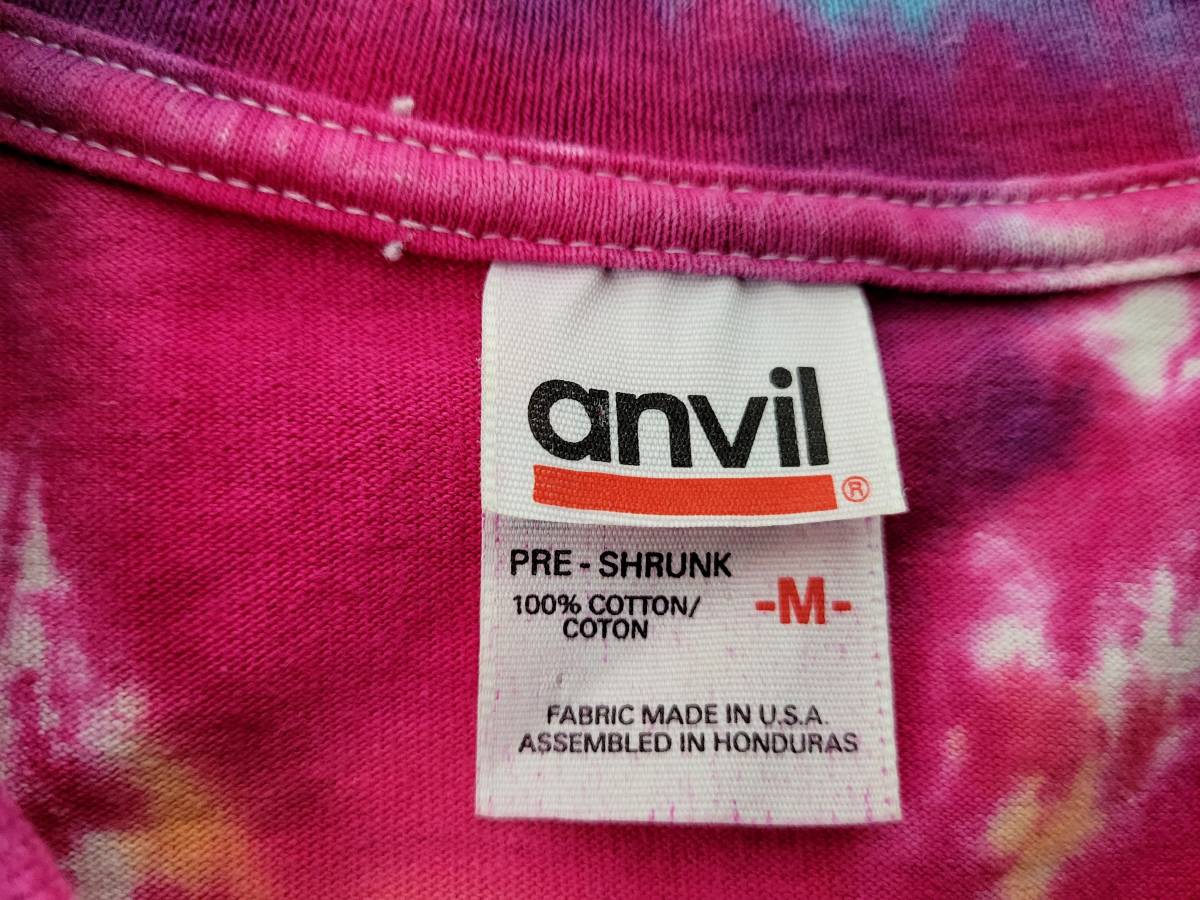 anvil
®
PRE - SHRUNK
100% COTTON/
COTON
-M-
FABRIC MADE IN U.S.A.
ASSEMBLED IN HONDURAS